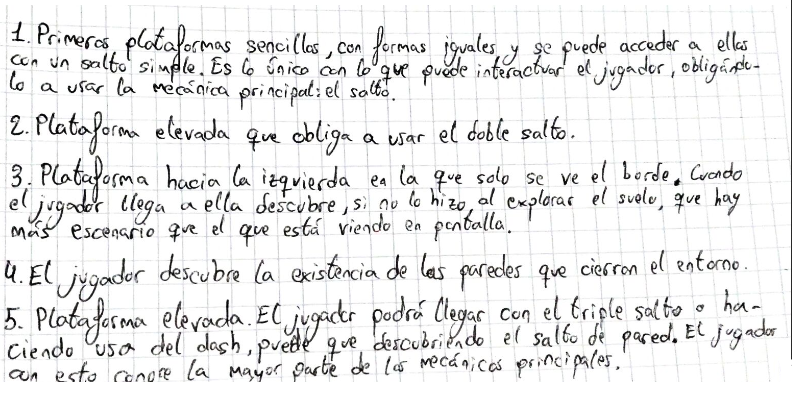 1. Primeras plataformas sencillas, con formas iguales y se puede acceder a ellas
con un salto simple. Es lo único con lo que puede interactuar el jugador, obligándo-
lo a usar la mecánica principal: el salto.
2. Plataforma elevada que obliga a usar el doble salto.
3. Plataforma hacia la izquierda en la que solo se ve el borde. Cuando
el jugador llega a ella descubre, si no lo hizo al explorar el suelo, que hay
más escenario que el que está viendo en pantalla.
4. El jugador descubre la existencia de las paredes que cierran el entorno.
5. Plataforma elevada. El jugador podrá llegar con el triple salto o ha-
ciendo uso del dash, puede que descubriendo el salto de pared. El jugador
con esto conoce la mayor parte de las mecánicas principales.